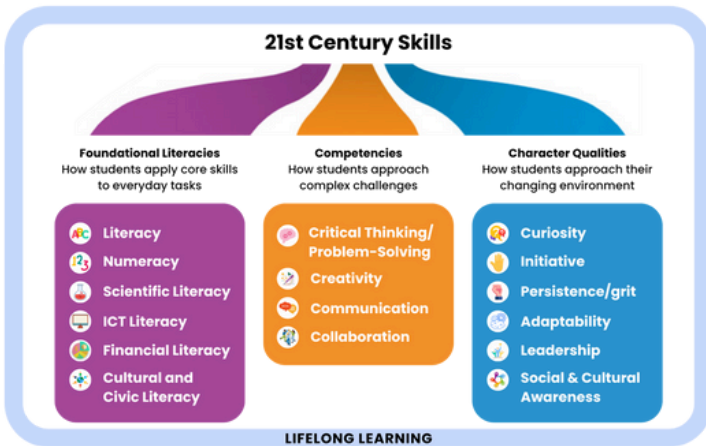 21st Century Skills
Foundational Literacies
How students apply core skills
to everyday tasks
ABC Literacy
123 Numeracy
Scientific Literacy
ICT Literacy
Financial Literacy
Cultural and
Civic Literacy
Competencies
How students approach
complex challenges
Critical Thinking/
Problem-Solving
Creativity
Communication
Collaboration
Character Qualities
How students approach their
changing environment
Curiosity
Initiative
Persistence/grit
Adaptability
Leadership
Social & Cultural
Awareness
LIFELONG LEARNING